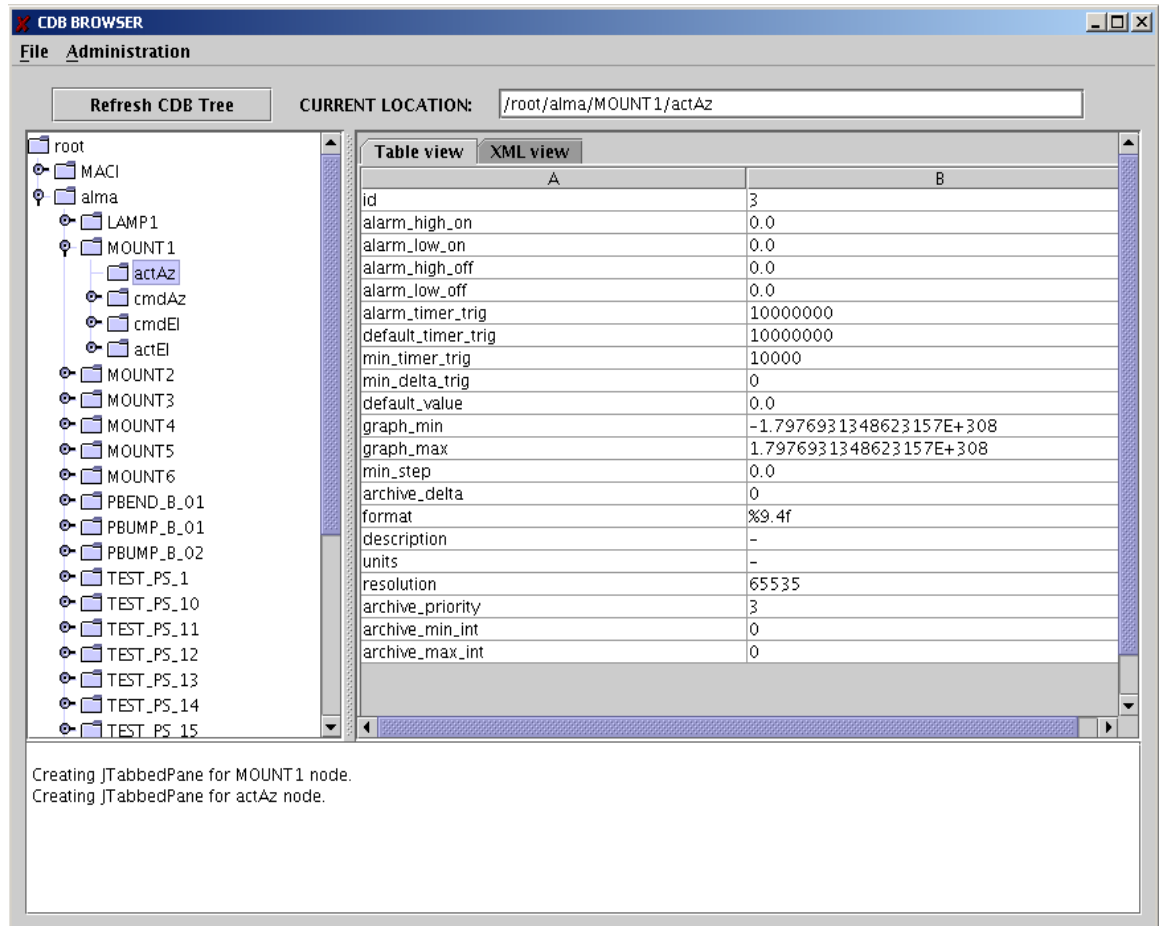 CDB BROWSER
File Administration
Refresh CDB Tree CURRENT LOCATION: /root/alma/MOUNT1/actAz
root
MACI
alma
LAMP1
MOUNT1
actAz
cmdAz
cmdEl
actEl
MOUNT2
MOUNT3
MOUNT4
MOUNT5
MOUNT6
PBEND_B_01
PBUMP_B_01
PBUMP_B_02
TEST_PS_1
TEST_PS_10
TEST_PS_11
TEST_PS_12
TEST_PS_13
TEST_PS_14
TEST_PS_15
Table view XML view
A B
id 3
alarm_high_on 0.0
alarm_low_on 0.0
alarm_high_off 0.0
alarm_low_off 0.0
alarm_timer_trig 10000000
default_timer_trig 10000000
min_timer_trig 10000
min_delta_trig 0
default_value 0.0
graph_min -1.7976931348623157E+308
graph_max 1.7976931348623157E+308
min_step 0.0
archive_delta 0
format %9.4f
description -
units -
resolution 65535
archive_priority 3
archive_min_int 0
archive_max_int 0
Creating JTabbedPane for MOUNT1 node.
Creating JTabbedPane for actAz node.